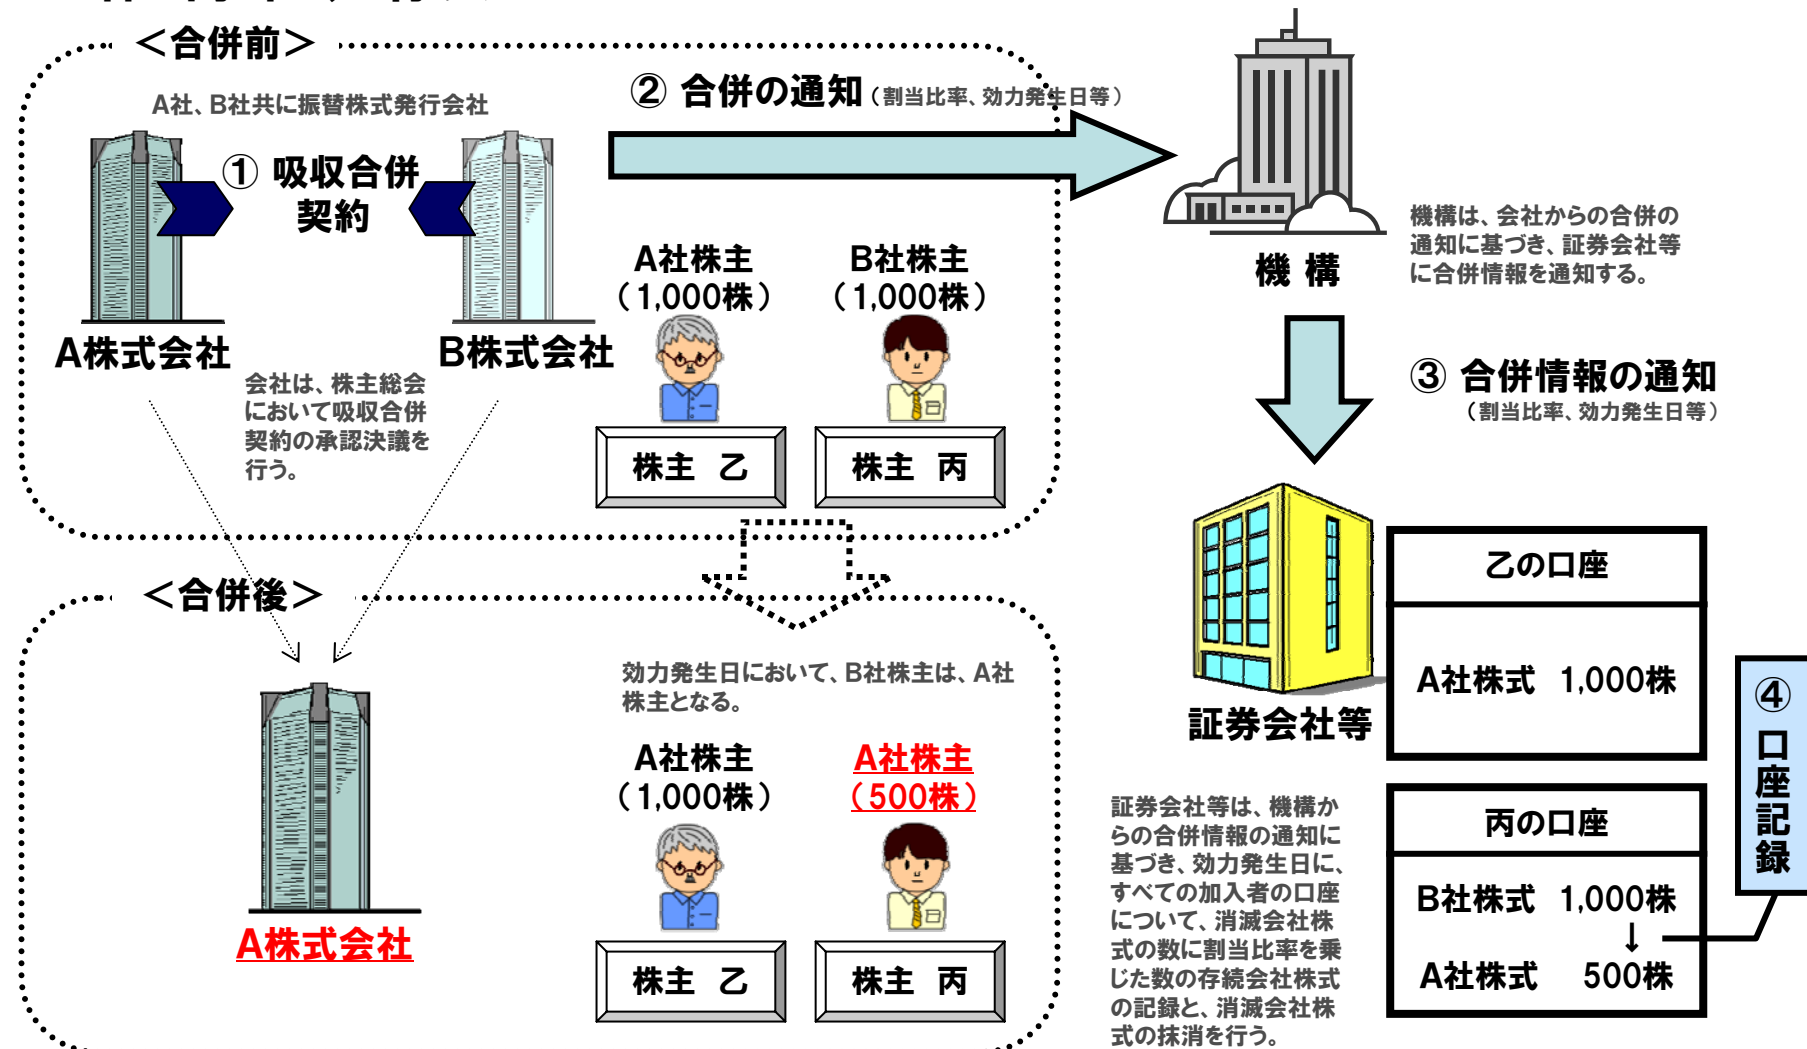 ＜合併前＞
A社、B社共に振替株式発行会社
① 吸収合併
契約
A株式会社
B株式会社
会社は、株主総会
において吸収合併
契約の承認決議を
行う。
② 合併の通知（割当比率、効力発生日等）
A社株主
（1,000株）
B社株主
（1,000株）
株主 乙
株主 丙
機 構
機構は、会社からの合併の
通知に基づき、証券会社等
に合併情報を通知する。
③ 合併情報の通知
（割当比率、効力発生日等）
＜合併後＞
A株式会社
効力発生日において、B社株主は、A社
株主となる。
A社株主
（1,000株）
A社株主
（500株）
株主 乙
株主 丙
証券会社等
証券会社等は、機構か
らの合併情報の通知に
基づき、効力発生日に、
すべての加入者の口座
について、消滅会社株
式の数に割当比率を乗
じた数の存続会社株式
の記録と、消滅会社株
式の抹消を行う。
乙の口座
A社株式 1,000株
丙の口座
B社株式 1,000株
↓
A社株式 500株
④口座記録